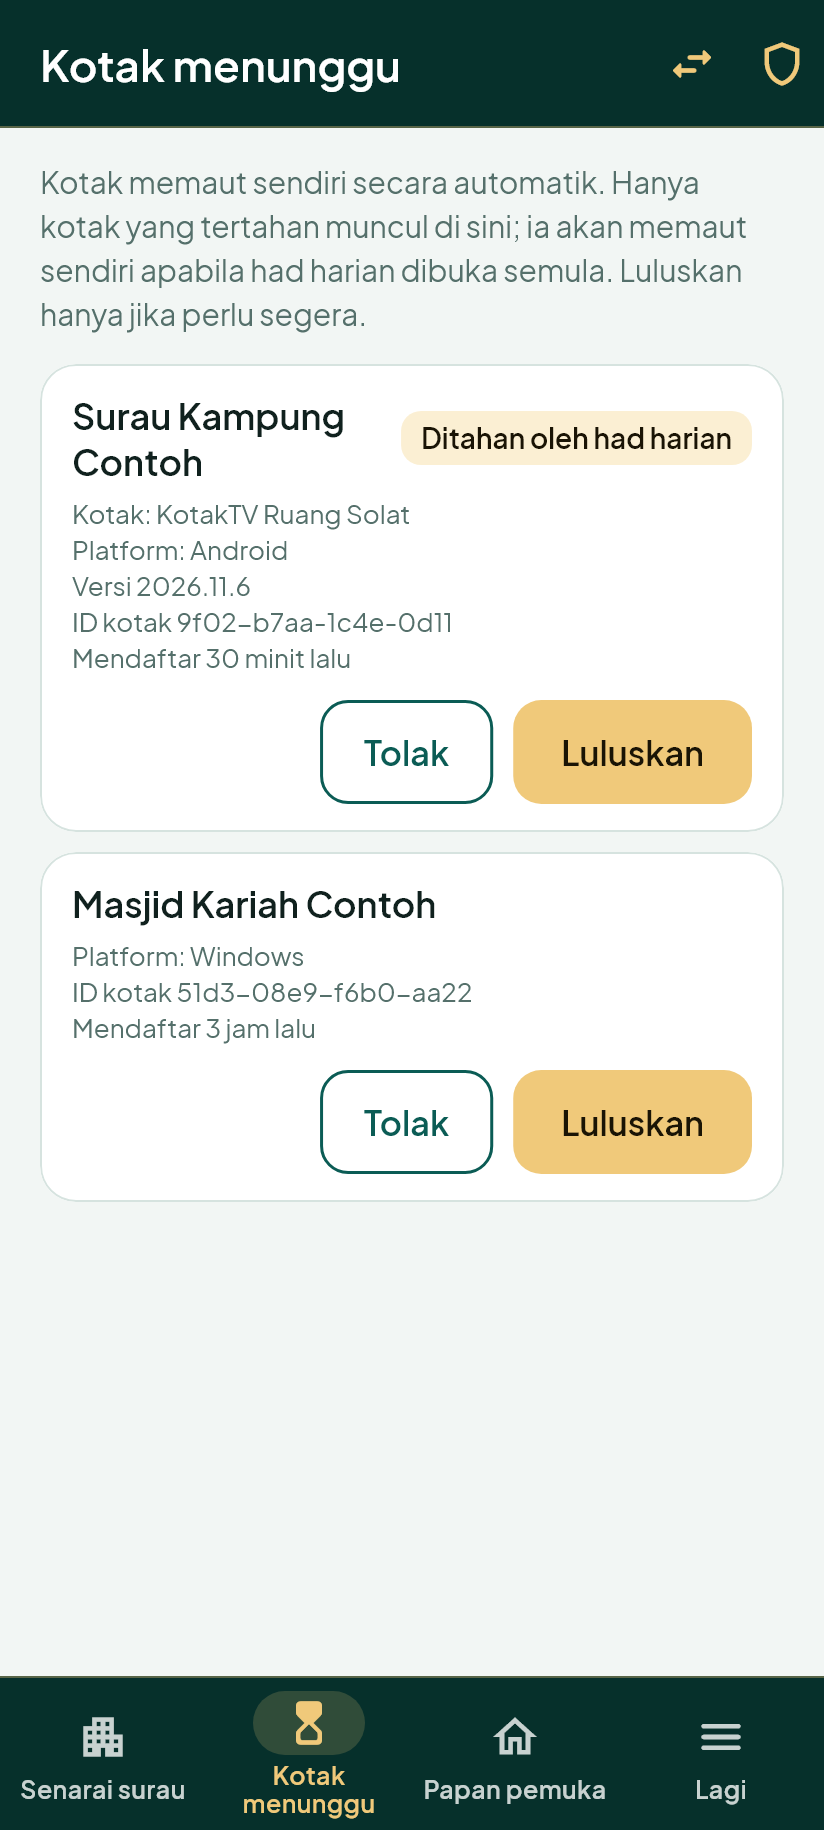 Kotak menunggu
Kotak memaut sendiri secara automatik. Hanya
kotak yang tertahan muncul di sini; ia akan memaut
sendiri apabila had harian dibuka semula. Luluskan
hanya jika perlu segera.
Surau Kampung
Contoh
Ditahan oleh had harian
Kotak: KotakTV Ruang Solat
Platform: Android
Versi 2026.11.6
ID kotak 9f02-b7aa-1c4e-0d11
Mendaftar 30 minit lalu
Tolak
Luluskan
Masjid Kariah Contoh
Platform: Windows
ID kotak 51d3-08e9-f6b0-aa22
Mendaftar 3 jam lalu
Tolak
Luluskan
Senarai surau
Kotak
menunggu
Papan pemuka
Lagi